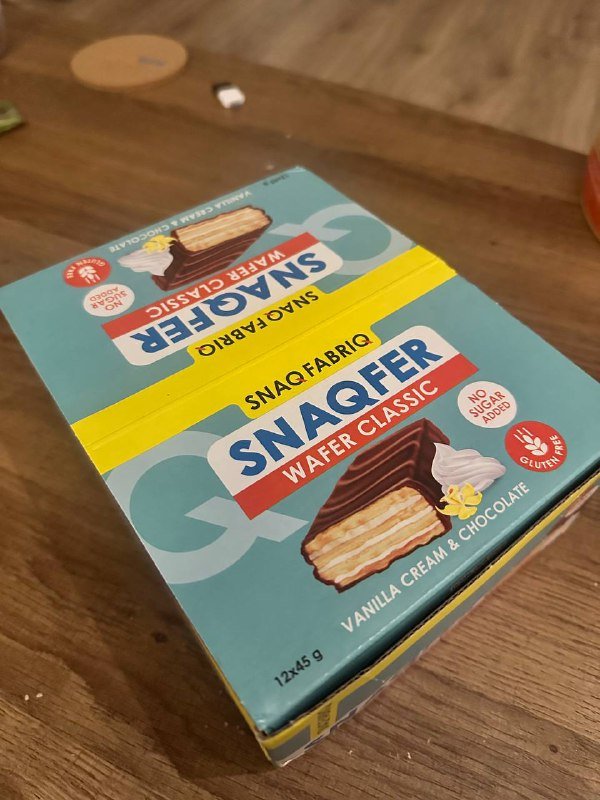 12x45 g
VANILLA CREAM & CHOCOLATE
GLUTEN FREE
NO
SUGAR
ADDED
WAFER CLASSIC
SNAQFER
SNAQ FABRIQ
SNAQ FABRIQ
SNAQFER
WAFER CLASSIC
NO
SUGAR
ADDED
GLUTEN FREE
VANILLA CREAM & CHOCOLATE
12x45 g